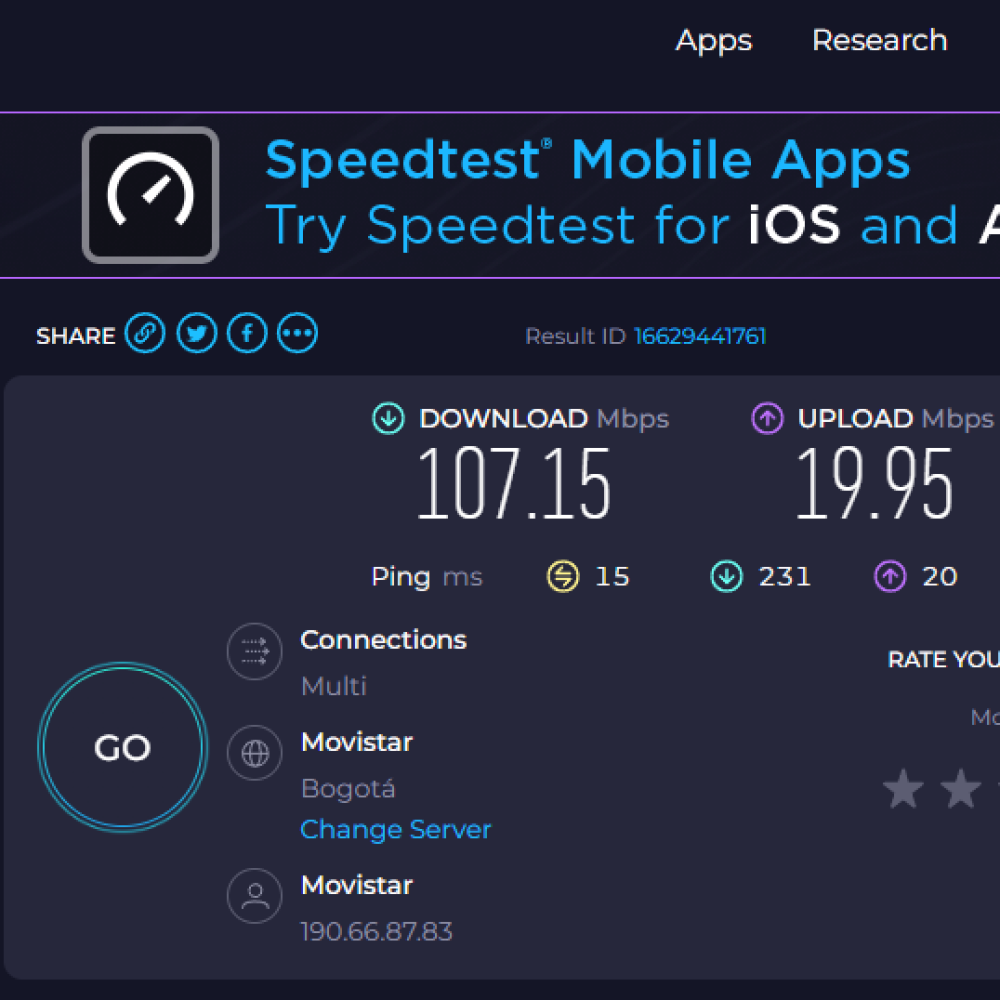 Apps Research
Speedtest® Mobile Apps
Try Speedtest for iOS and A
SHARE Result ID 16629441761
DOWNLOAD Mbps UPLOAD Mbps
107.15 19.95
Ping ms 15 231 20
Connections
Multi
RATE YOU
Mo
GO
Movistar
Bogotá
Change Server
Movistar
190.66.87.83